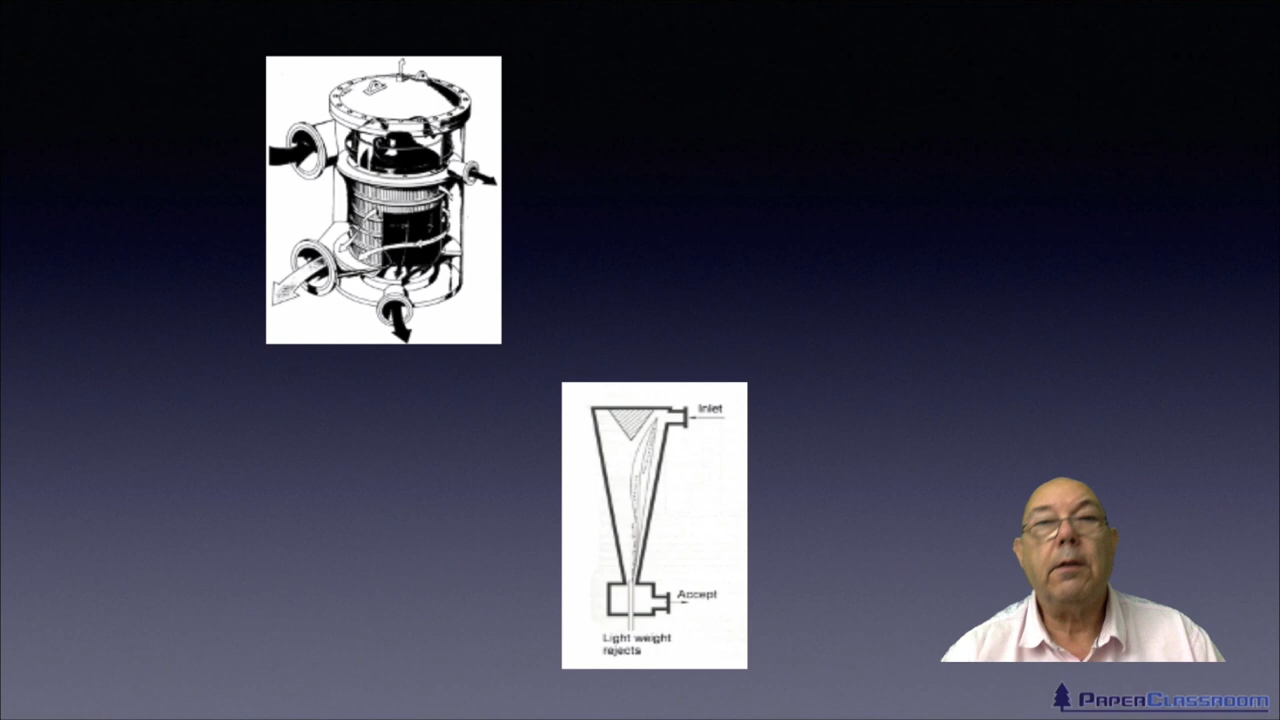 Inlet
Accept
Light weight
rejects
PaperClassroom